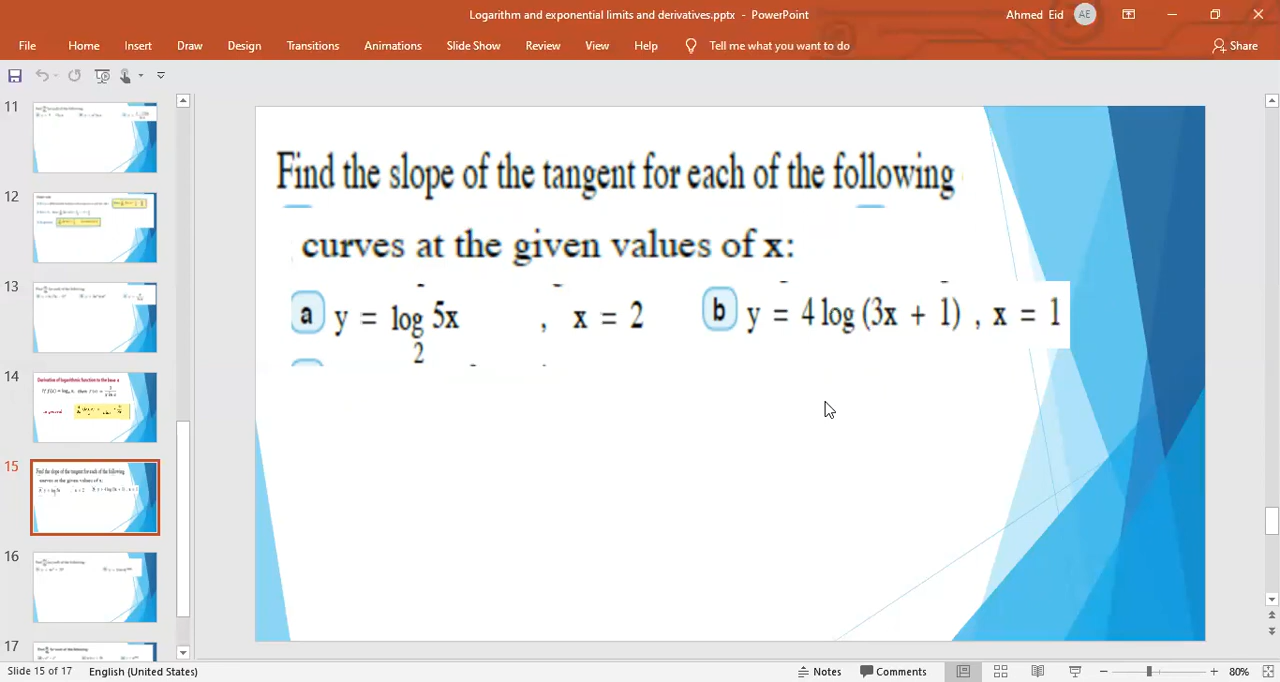 Logarithm and exponential limits and derivatives.pptx - PowerPoint
Ahmed Eid AE
File Home Insert Draw Design Transitions Animations Slide Show Review View Help Tell me what you want to do Share
11
12
13
14
15
16
17
Find the slope of the tangent for each of the following
curves at the given values of x:
a y = log 5x , x = 2 b y = 4 log (3x + 1) , x = 1
2
Slide 15 of 17 English (United States) Notes Comments 80%